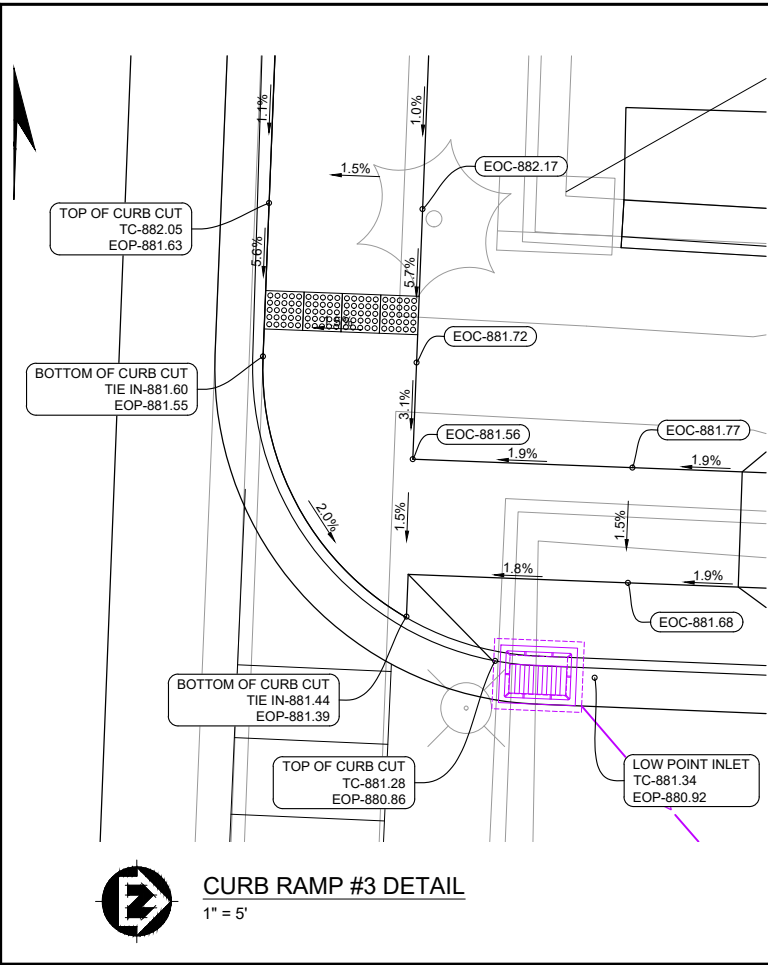 1.1%
1.0%
1.5%
EOC-882.17
TOP OF CURB CUT
TC-882.05
EOP-881.63
5.6%
5.7%
EOC-881.72
BOTTOM OF CURB CUT
TIE IN-881.60
EOP-881.55
3.1%
EOC-881.56
EOC-881.77
1.9%
1.9%
2.0%
1.5%
1.5%
1.8%
1.9%
EOC-881.68
BOTTOM OF CURB CUT
TIE IN-881.44
EOP-881.39
TOP OF CURB CUT
TC-881.28
EOP-880.86
LOW POINT INLET
TC-881.34
EOP-880.92
CURB RAMP #3 DETAIL
1" = 5'